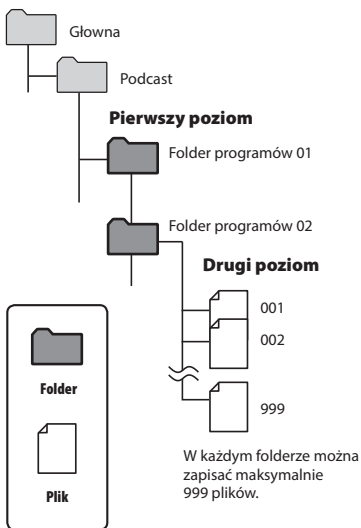 Głowna
Podcast
Pierwszy poziom
Folder programów 01
Folder programów 02
Drugi poziom
001
002
999
W każdym folderze można
zapisać maksymalnie
999 plików.
Folder
Plik